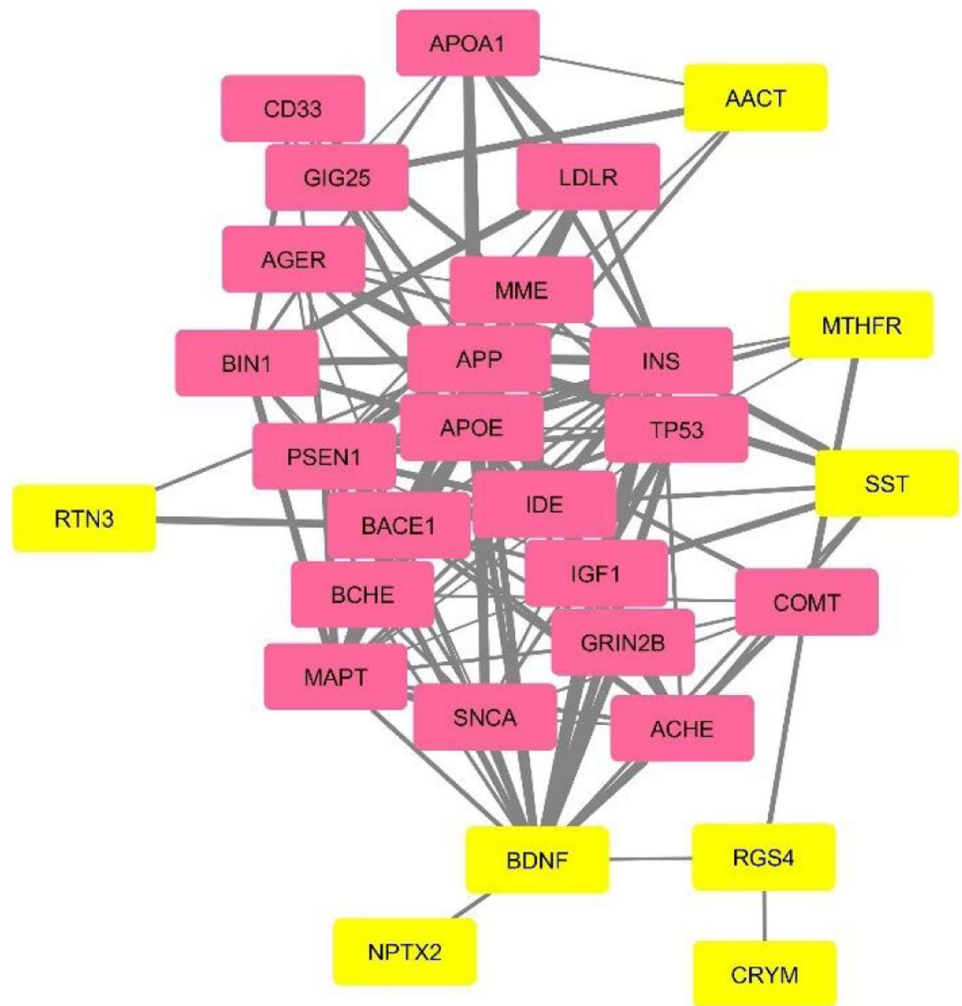 APOA1
AACT
CD33
GIG25
LDLR
AGER
MME
MTHFR
BIN1
APP
INS
APOE
TP53
PSEN1
SST
RTN3
IDE
BACE1
IGF1
BCHE
COMT
GRIN2B
MAPT
SNCA
ACHE
BDNF
RGS4
NPTX2
CRYM